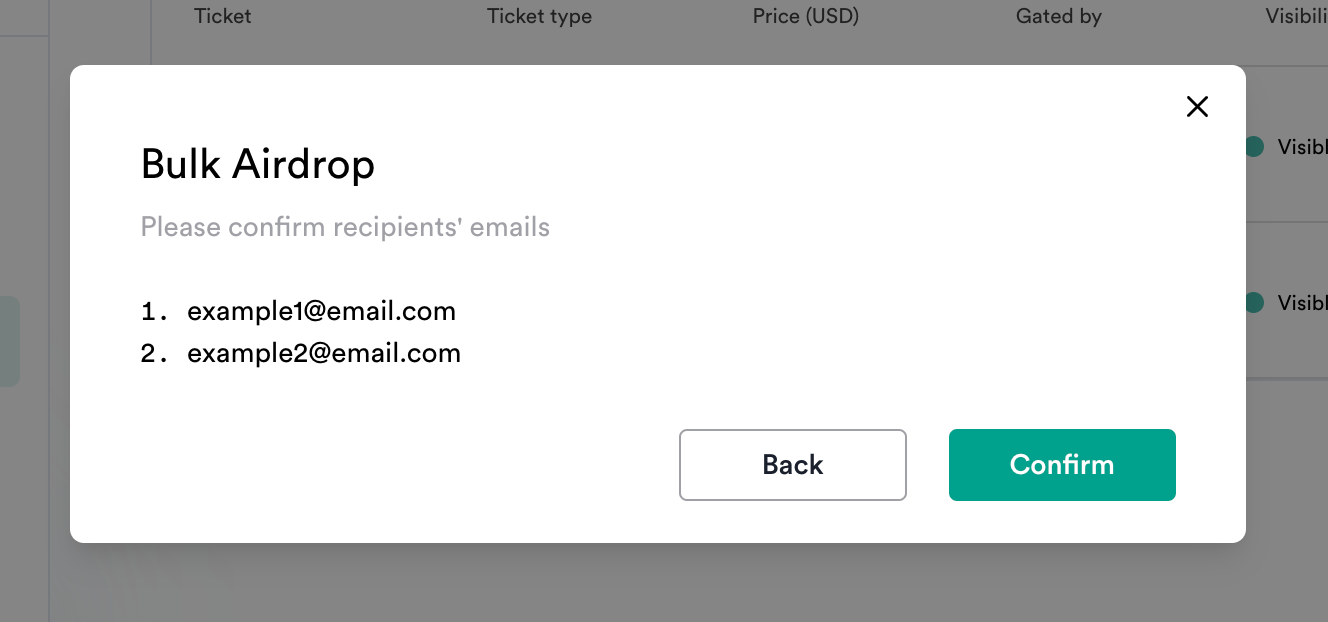 Ticket Ticket type Price (USD) Gated by Visibili
Bulk Airdrop
Please confirm recipients' emails
Visibl
1. example1@email.com
Visibl
2. example2@email.com
Back Confirm